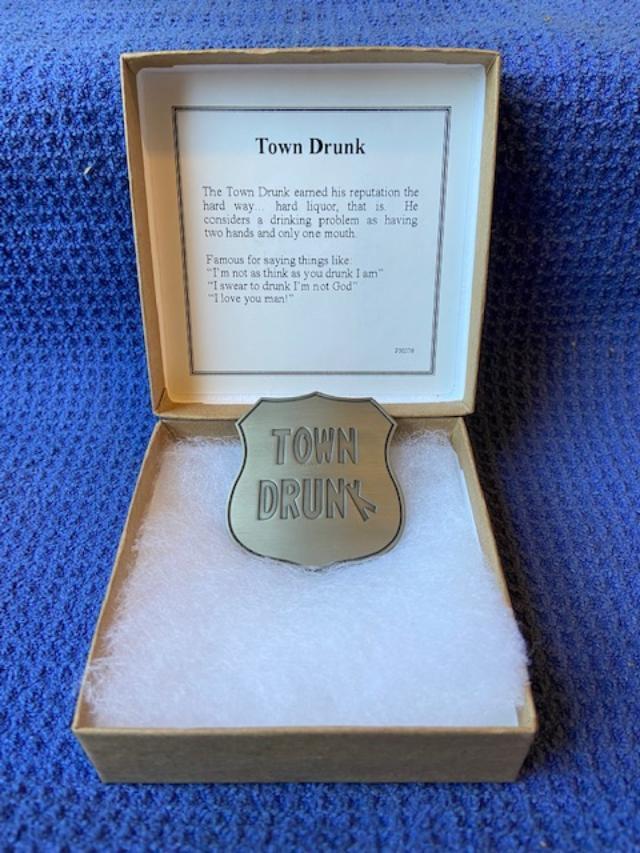 Town Drunk
The Town Drunk earned his reputation the
hard way... hard liquor, that is. He
considers a drinking problem as having
two hands and only one mouth.
Famous for saying things like:
"I'm not as think as you drunk I am"
"I swear to drunk I'm not God"
"I love you man!"
TOWN
DRUNK